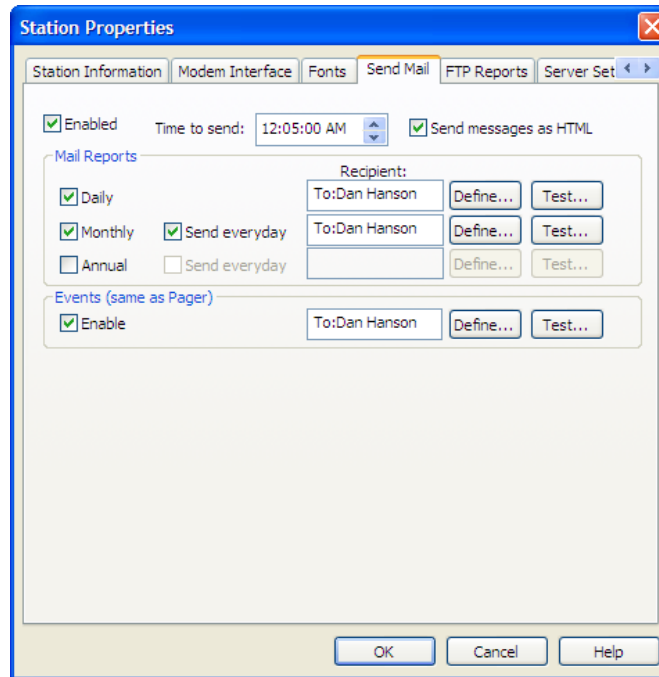 Station Properties
Station Information Modem Interface Fonts Send Mail FTP Reports Server Set
Enabled Time to send: 12:05:00 AM Send messages as HTML
Mail Reports
Recipient:
Daily To:Dan Hanson Define... Test...
Monthly Send everyday To:Dan Hanson Define... Test...
Annual Send everyday Define... Test...
Events (same as Pager)
Enable To:Dan Hanson Define... Test...
OK Cancel Help